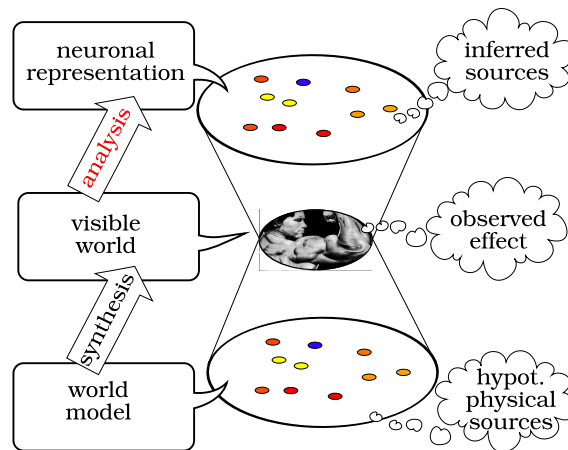 neuronal
representation
inferred
sources
analysis
visible
world
observed
effect
synthesis
world
model
hypot.
physical
sources